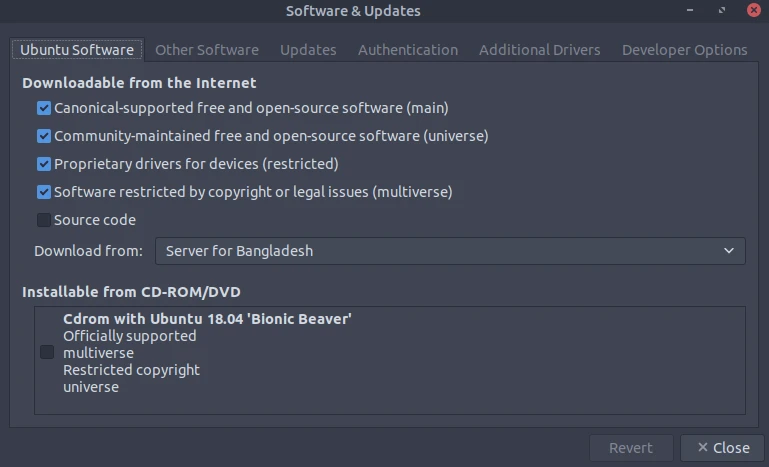 Software & Updates
Ubuntu Software Other Software Updates Authentication Additional Drivers Developer Options
Downloadable from the Internet
Canonical-supported free and open-source software (main)
Community-maintained free and open-source software (universe)
Proprietary drivers for devices (restricted)
Software restricted by copyright or legal issues (multiverse)
Source code
Download from: Server for Bangladesh
Installable from CD-ROM/DVD
Cdrom with Ubuntu 18.04 'Bionic Beaver'
Officially supported
multiverse
Restricted copyright
universe
Revert Close